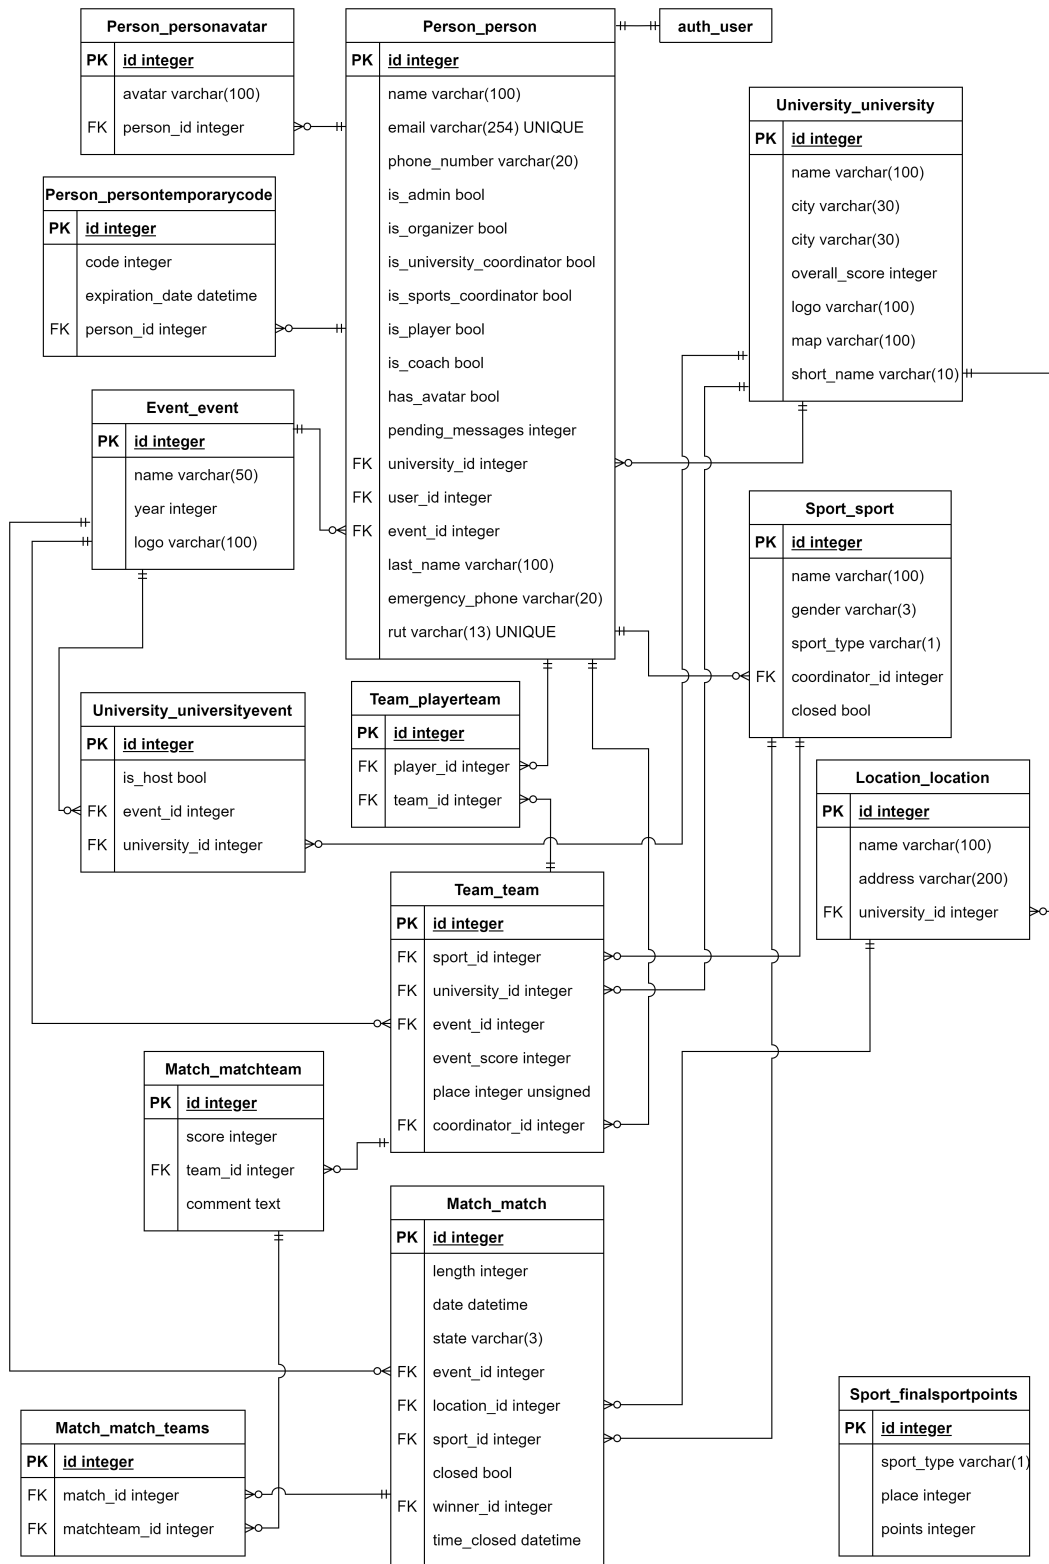 Person_personavatar
PK id integer
avatar varchar(100)
FK person_id integer
Person_person
PK id integer
name varchar(100)
email varchar(254) UNIQUE
phone_number varchar(20)
is_admin bool
is_organizer bool
is_university_coordinator bool
is_sports_coordinator bool
is_player bool
is_coach bool
has_avatar bool
pending_messages integer
FK university_id integer
FK user_id integer
FK event_id integer
last_name varchar(100)
emergency_phone varchar(20)
rut varchar(13) UNIQUE
auth_user
University_university
PK id integer
name varchar(100)
city varchar(30)
city varchar(30)
overall_score integer
logo varchar(100)
map varchar(100)
short_name varchar(10)
Person_persontemporarycode
PK id integer
code integer
expiration_date datetime
FK person_id integer
Event_event
PK id integer
name varchar(50)
year integer
logo varchar(100)
Sport_sport
PK id integer
name varchar(100)
gender varchar(3)
sport_type varchar(1)
FK coordinator_id integer
closed bool
University_universityevent
PK id integer
is_host bool
FK event_id integer
FK university_id integer
Team_playerteam
PK id integer
FK player_id integer
FK team_id integer
Location_location
PK id integer
name varchar(100)
address varchar(200)
FK university_id integer
Team_team
PK id integer
FK sport_id integer
FK university_id integer
FK event_id integer
event_score integer
place integer unsigned
FK coordinator_id integer
Match_matchteam
PK id integer
score integer
FK team_id integer
comment text
Match_match
PK id integer
length integer
date datetime
state varchar(3)
FK event_id integer
FK location_id integer
FK sport_id integer
closed bool
FK winner_id integer
time_closed datetime
Match_match_teams
PK id integer
FK match_id integer
FK matchteam_id integer
Sport_finalsportpoints
PK id integer
sport_type varchar(1)
place integer
points integer